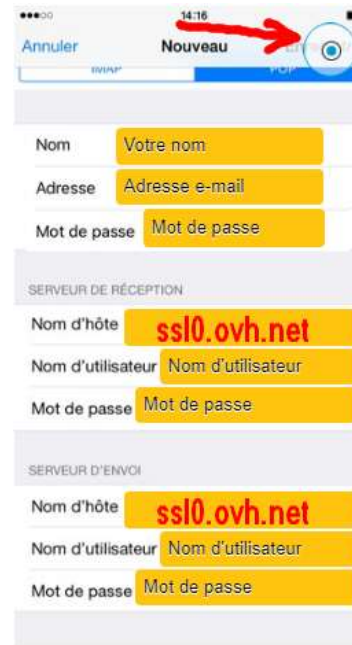 14:16
Annuler Nouveau
IMAP POP
Nom Votre nom
Adresse Adresse e-mail
Mot de passe Mot de passe
SERVEUR DE RÉCEPTION
Nom d'hôte ssl0.ovh.net
Nom d'utilisateur Nom d'utilisateur
Mot de passe Mot de passe
SERVEUR D'ENVOI
Nom d'hôte ssl0.ovh.net
Nom d'utilisateur Nom d'utilisateur
Mot de passe Mot de passe